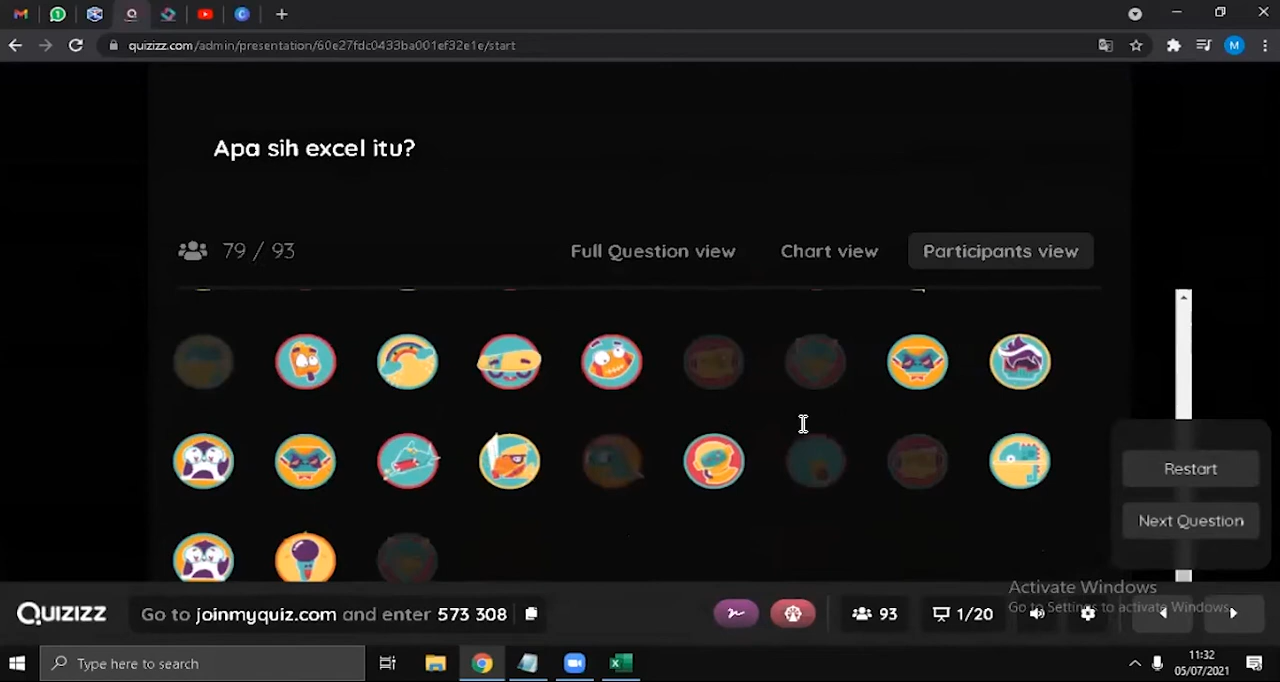 quizizz.com/admin/presentation/60e27fdc0433ba001ef32e1e/start
M
Apa sih excel itu?
79 / 93
Full Question view
Chart view
Participants view
Restart
Next Question
Activate Windows
Go to Settings to activate Windows.
Quizizz
Go to joinmyquiz.com and enter 573 308
93
1/20
Type here to search
11:32
05/07/2021